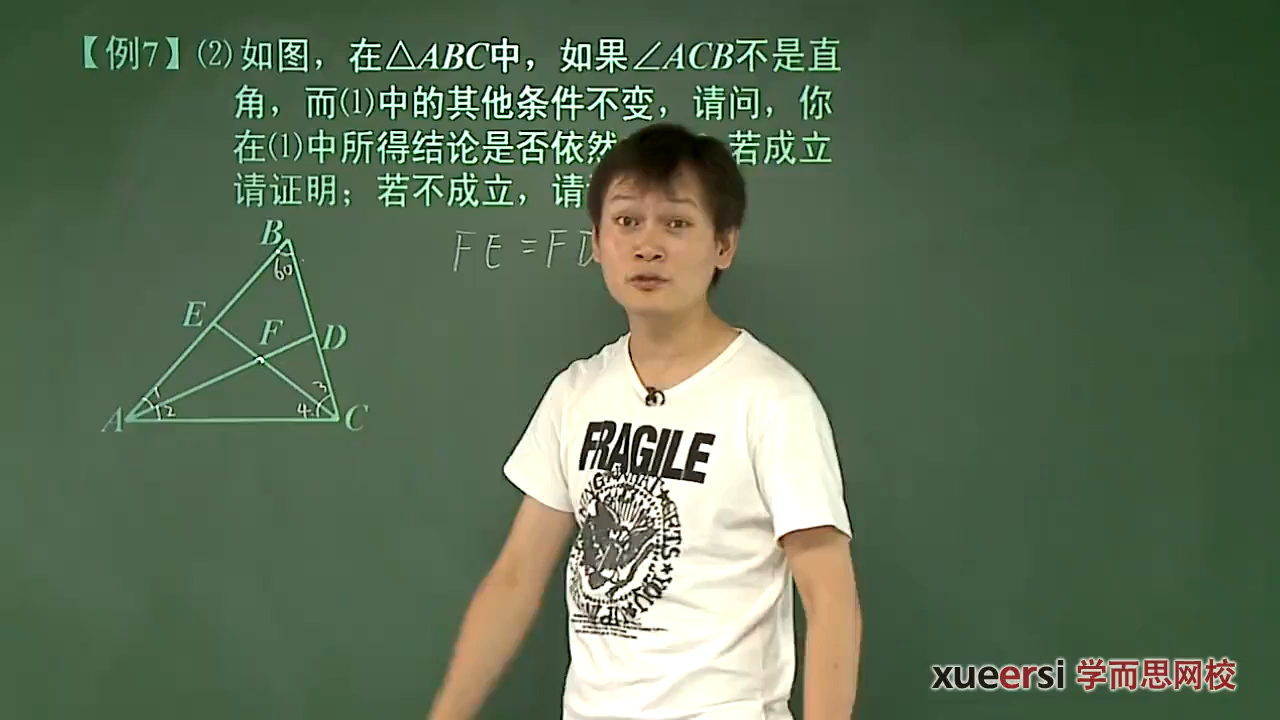 【例7】(2)如图，在△ABC中，如果∠ACB不是直
角，而(1)中的其他条件不变，请问，你
在(1)中所得结论是否依然 若成立
请证明；若不成立，请
FE=FD
B
60
E
F
D
1
3
A
2
4
C
FRAGILE
xueersi 学而思网校